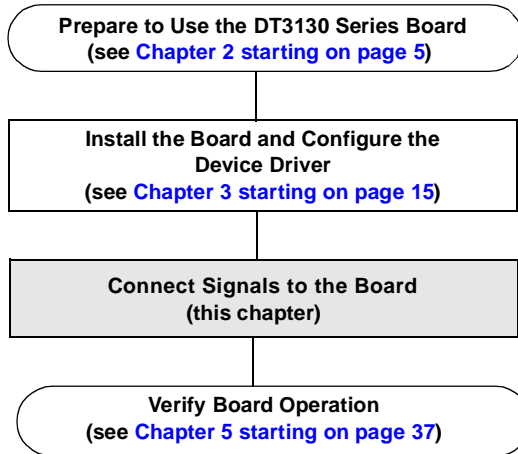 Prepare to Use the DT3130 Series Board
(see Chapter 2 starting on page 5)
Install the Board and Configure the
Device Driver
(see Chapter 3 starting on page 15)
Connect Signals to the Board
(this chapter)
Verify Board Operation
(see Chapter 5 starting on page 37)